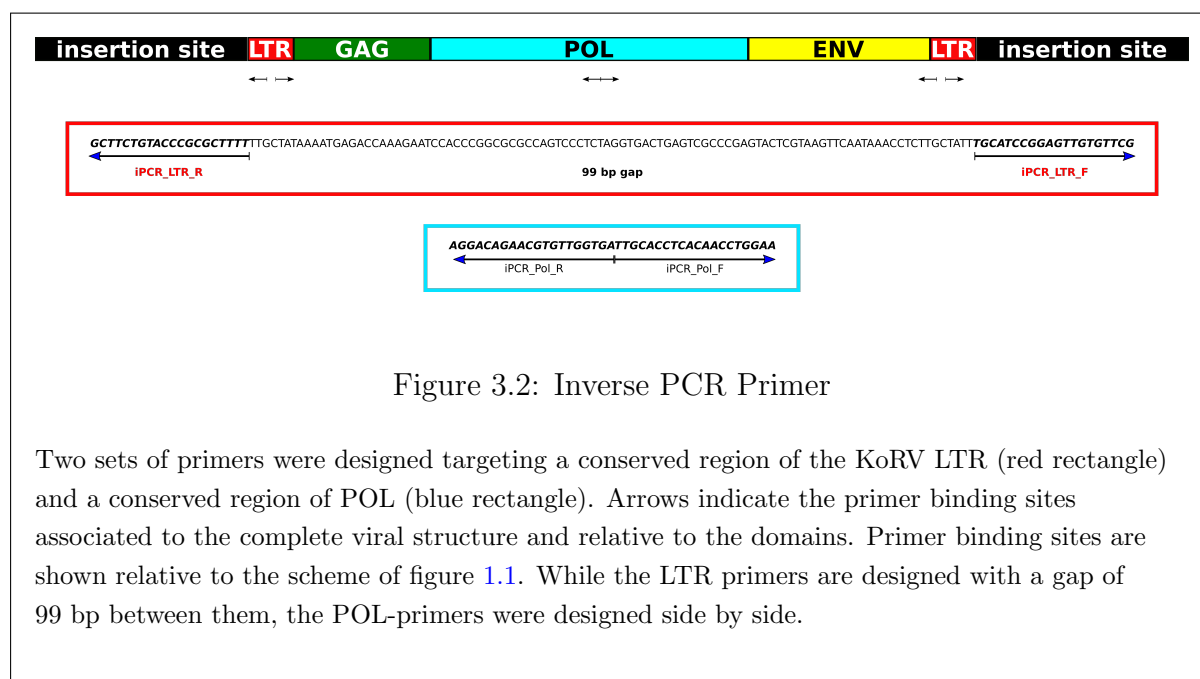 insertion site LTR GAG POL ENV LTR insertion site
GCTTCTGTACCCGCGCTTTTTTGCTATAAAATGAGACCAAAGAATCCACCCGGCGCGCCAGTCCCTCTAGGTGACTGAGTCGCCCGAGTACTCGTAAGTTCAATAAACCTCTTGCTATTTGCATCCGGAGTTGTGTTCG
iPCR_LTR_R 99 bp gap iPCR_LTR_F
AGGACAGAACGTGTTGGTGATTGCACCTCACAACCTGGAA
iPCR_Pol_R iPCR_Pol_F
Figure 3.2: Inverse PCR Primer
Two sets of primers were designed targeting a conserved region of the KoRV LTR (red rectangle)
and a conserved region of POL (blue rectangle). Arrows indicate the primer binding sites
associated to the complete viral structure and relative to the domains. Primer binding sites are
shown relative to the scheme of figure 1.1. While the LTR primers are designed with a gap of
99 bp between them, the POL-primers were designed side by side.